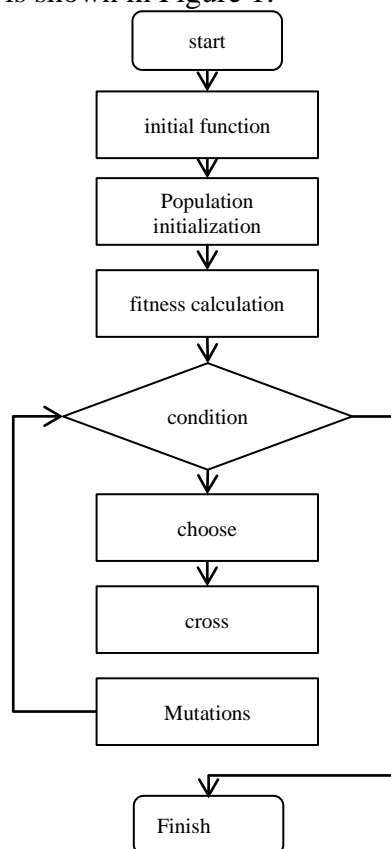 is shown in Figure 1.
start
initial function
Population
initialization
fitness calculation
condition
choose
cross
Mutations
Finish